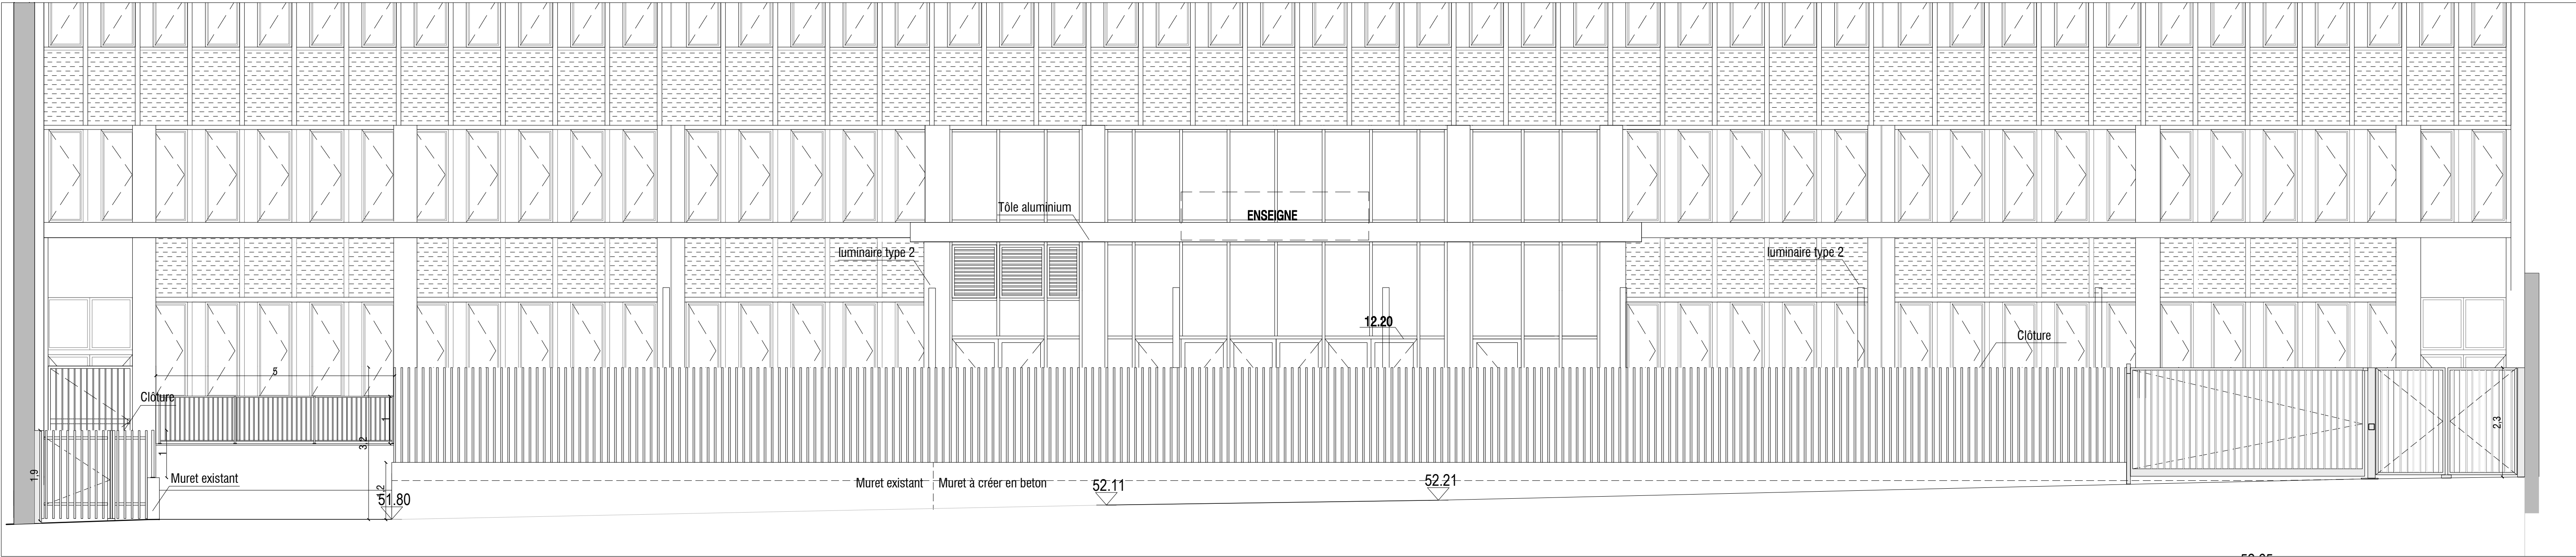 Tôle aluminium
ENSEIGNE
luminaire type 2
luminaire type 2
12.20
Clôture
5
Clôture
1
3,2
1
1,9
2,3
Muret existant
1,2
51.80
Muret existant
Muret à créer en beton
52.11
52.21